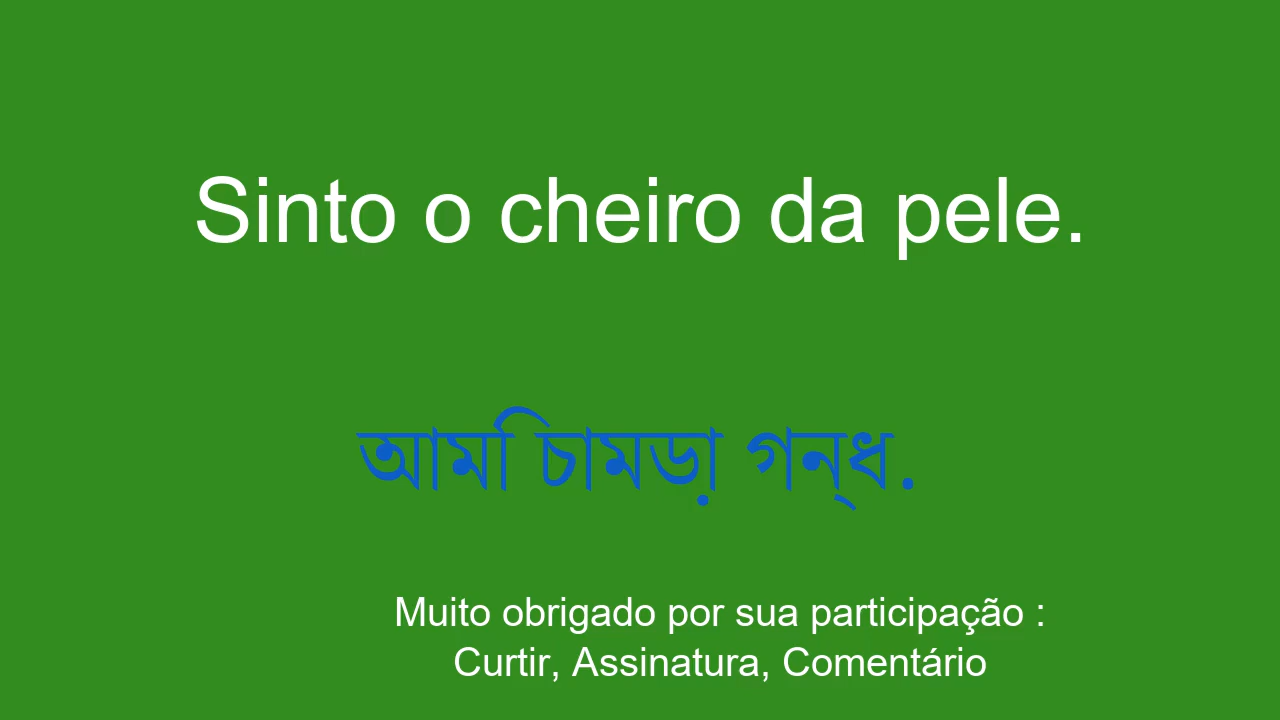 Sinto o cheiro da pele.
আমি চামড়া গন্ধ.
Muito obrigado por sua participação :
Curtir, Assinatura, Comentário